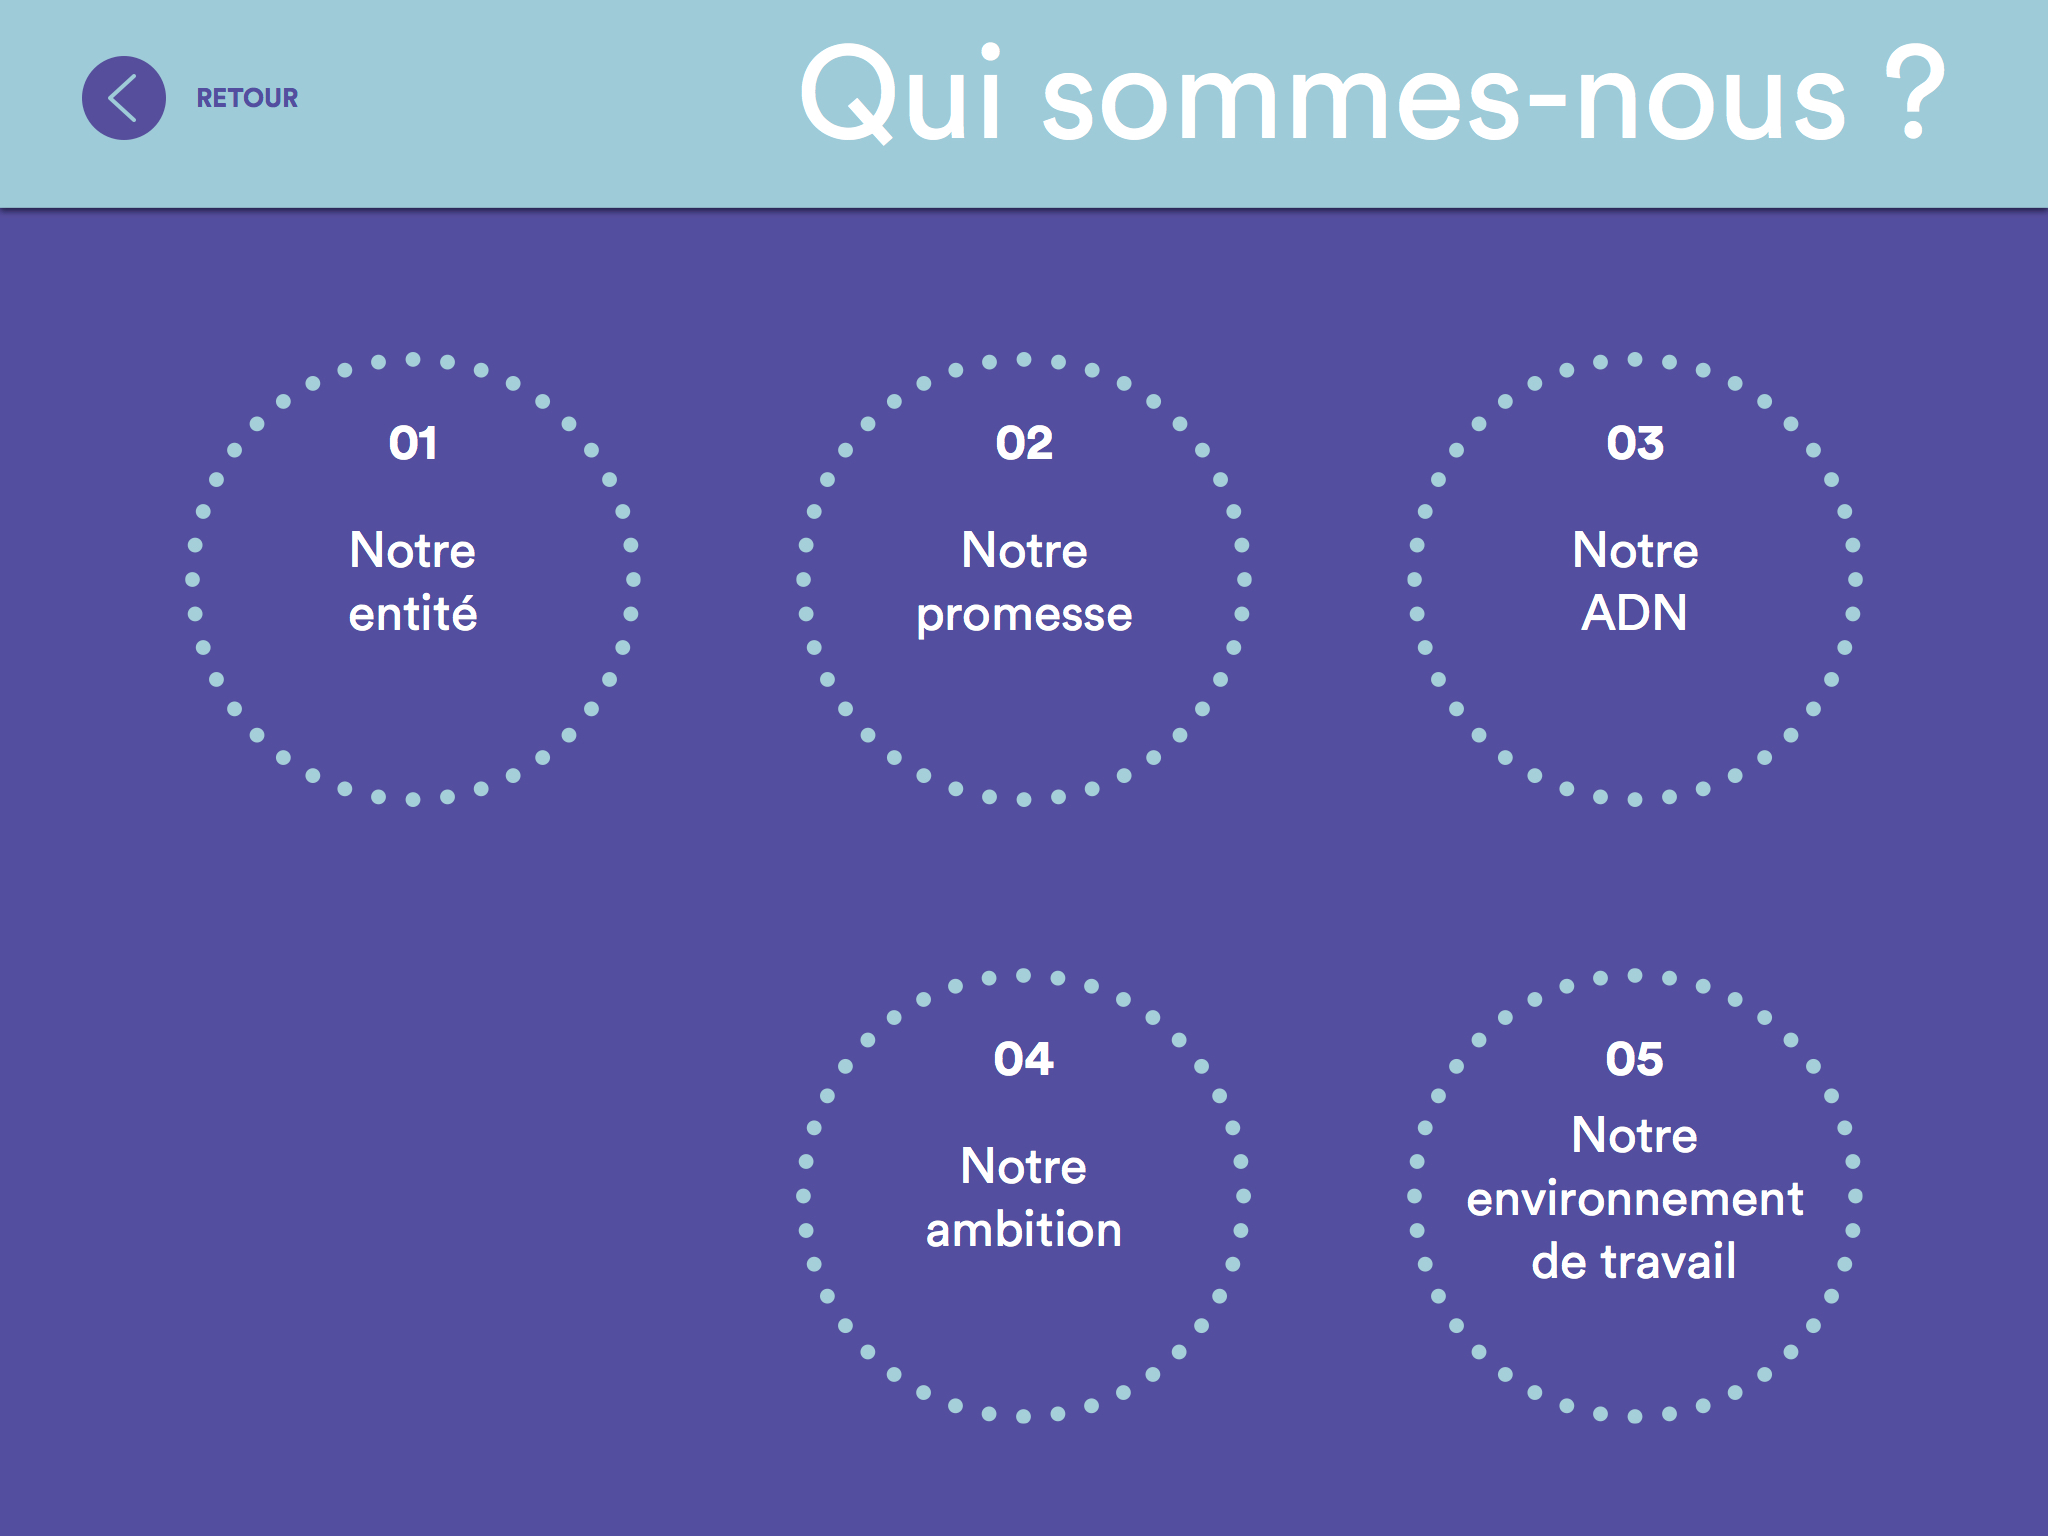 RETOUR
Qui sommes-nous ?
01
Notre
entité
02
Notre
promesse
03
Notre
ADN
04
Notre
ambition
05
Notre
environnement
de travail